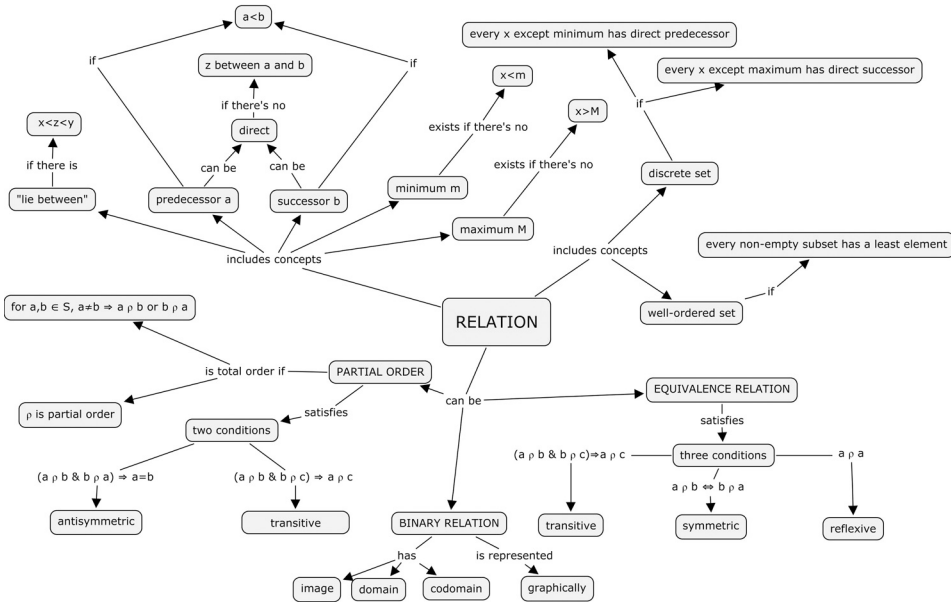 a<b
every x except minimum has direct predecessor
if
if
z between a and b
x<m
every x except maximum has direct successor
if there's no
if
x>M
x<z<y
direct
exists if there's no
if there is
can be
can be
exists if there's no
discrete set
"lie between"
predecessor a
successor b
minimum m
maximum M
includes concepts
includes concepts
every non-empty subset has a least element
if
for a,b ∈ S, a≠b ⇒ a ρ b or b ρ a
RELATION
well-ordered set
is total order if
PARTIAL ORDER
EQUIVALENCE RELATION
can be
ρ is partial order
satisfies
satisfies
two conditions
(a ρ b & b ρ c)⇒a ρ c
three conditions
a ρ a
(a ρ b & b ρ a) ⇒ a=b
(a ρ b & b ρ c) ⇒ a ρ c
a ρ b ⇔ b ρ a
antisymmetric
transitive
BINARY RELATION
transitive
symmetric
reflexive
has
is represented
image
domain
codomain
graphically